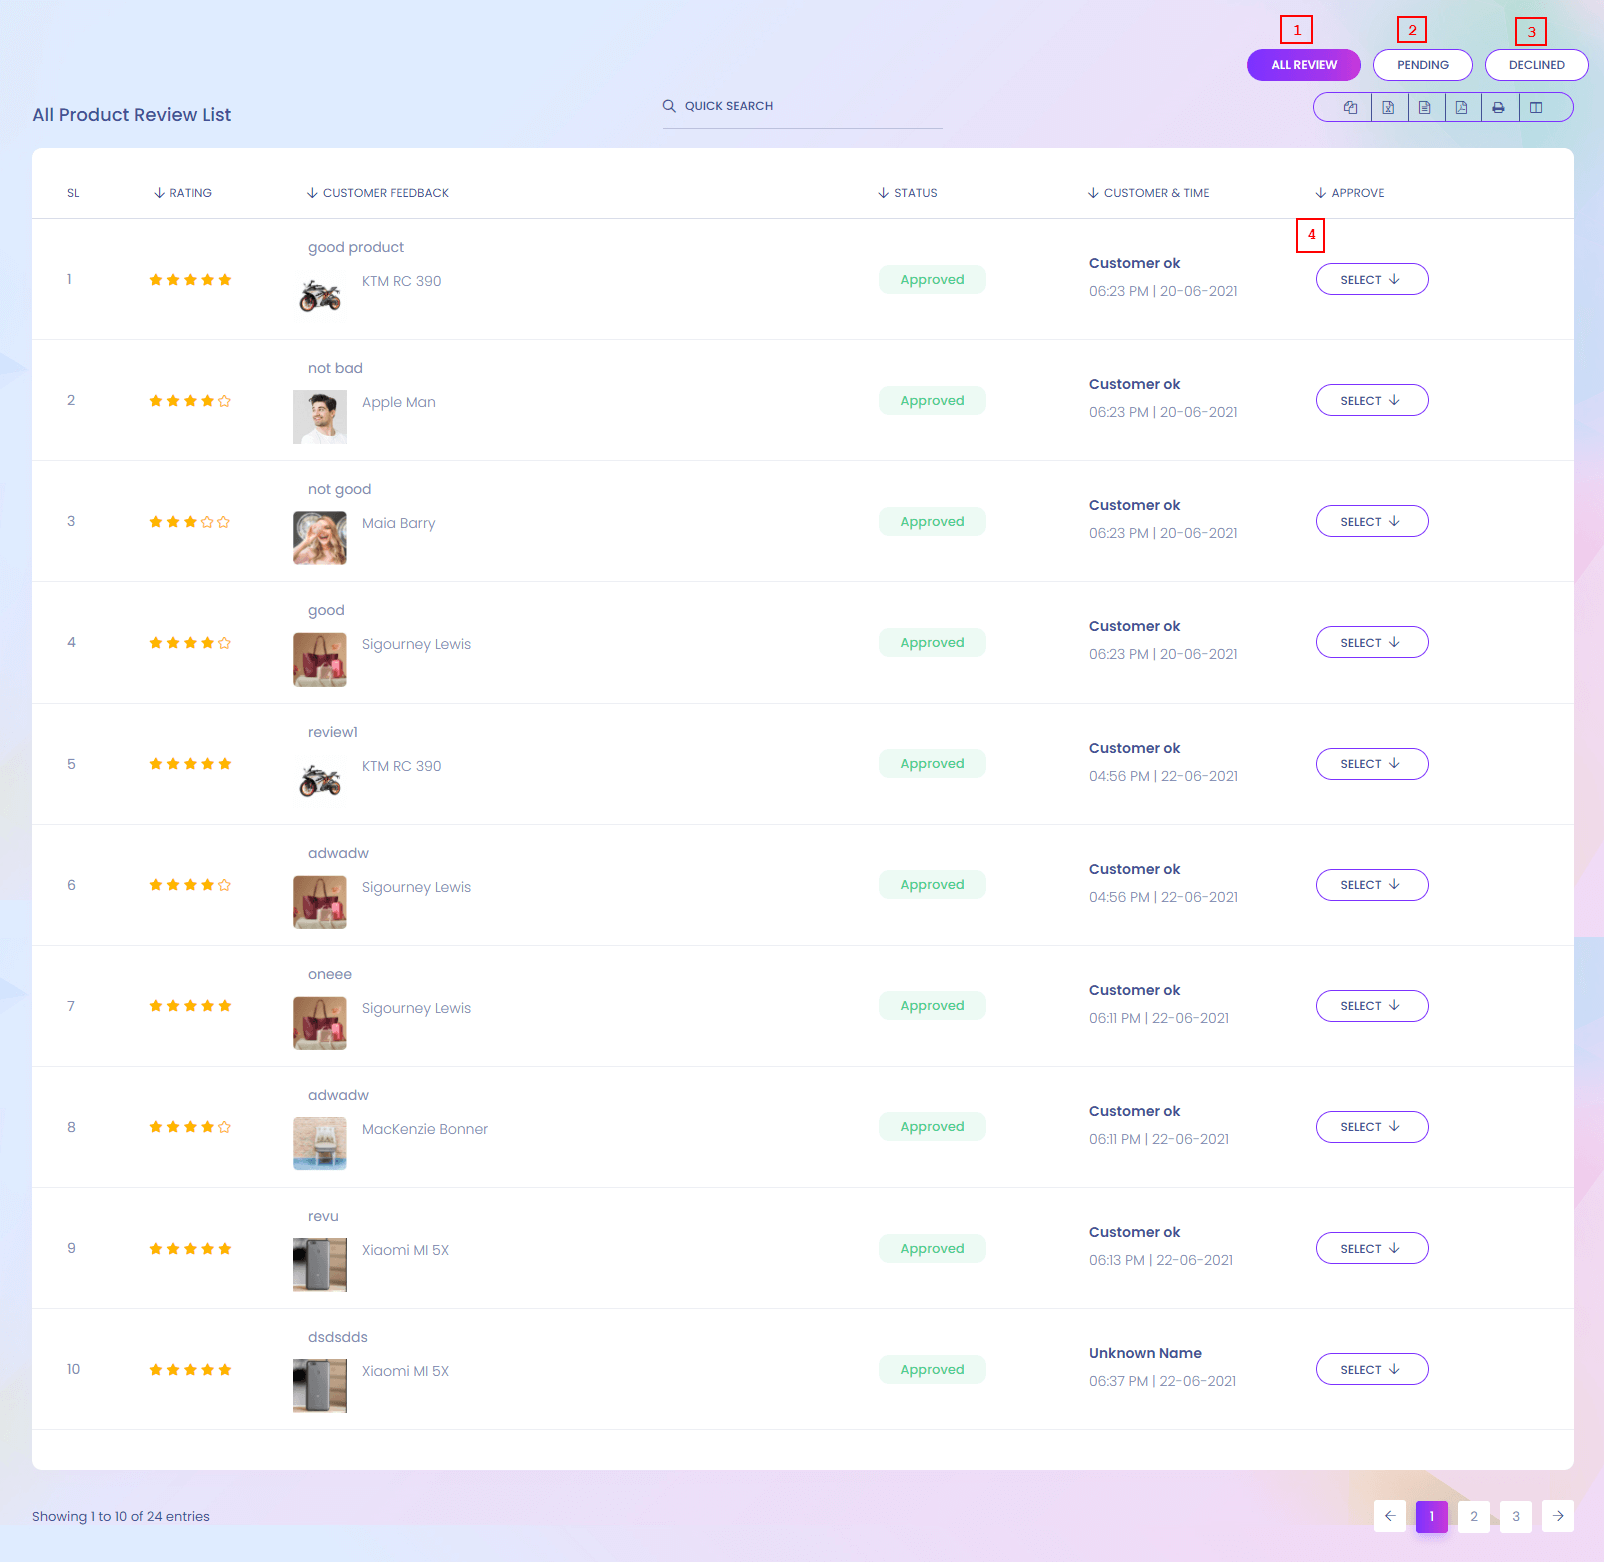 1
2
3
ALL REVIEW PENDING DECLINED
All Product Review List
QUICK SEARCH
SL RATING CUSTOMER FEEDBACK STATUS CUSTOMER & TIME APPROVE
4
good product
1 KTM RC 390 Approved Customer ok SELECT
06:23 PM | 20-06-2021
not bad
2 Apple Man Approved Customer ok SELECT
06:23 PM | 20-06-2021
not good
3 Maia Barry Approved Customer ok SELECT
06:23 PM | 20-06-2021
good
4 Sigourney Lewis Approved Customer ok SELECT
06:23 PM | 20-06-2021
review1
5 KTM RC 390 Approved Customer ok SELECT
04:56 PM | 22-06-2021
adwadw
6 Sigourney Lewis Approved Customer ok SELECT
04:56 PM | 22-06-2021
oneee
7 Sigourney Lewis Approved Customer ok SELECT
06:11 PM | 22-06-2021
adwadw
8 MacKenzie Bonner Approved Customer ok SELECT
06:11 PM | 22-06-2021
revu
9 Xiaomi MI 5X Approved Customer ok SELECT
06:13 PM | 22-06-2021
dsdsdds
10 Xiaomi MI 5X Approved Unknown Name SELECT
06:37 PM | 22-06-2021
Showing 1 to 10 of 24 entries
1 2 3